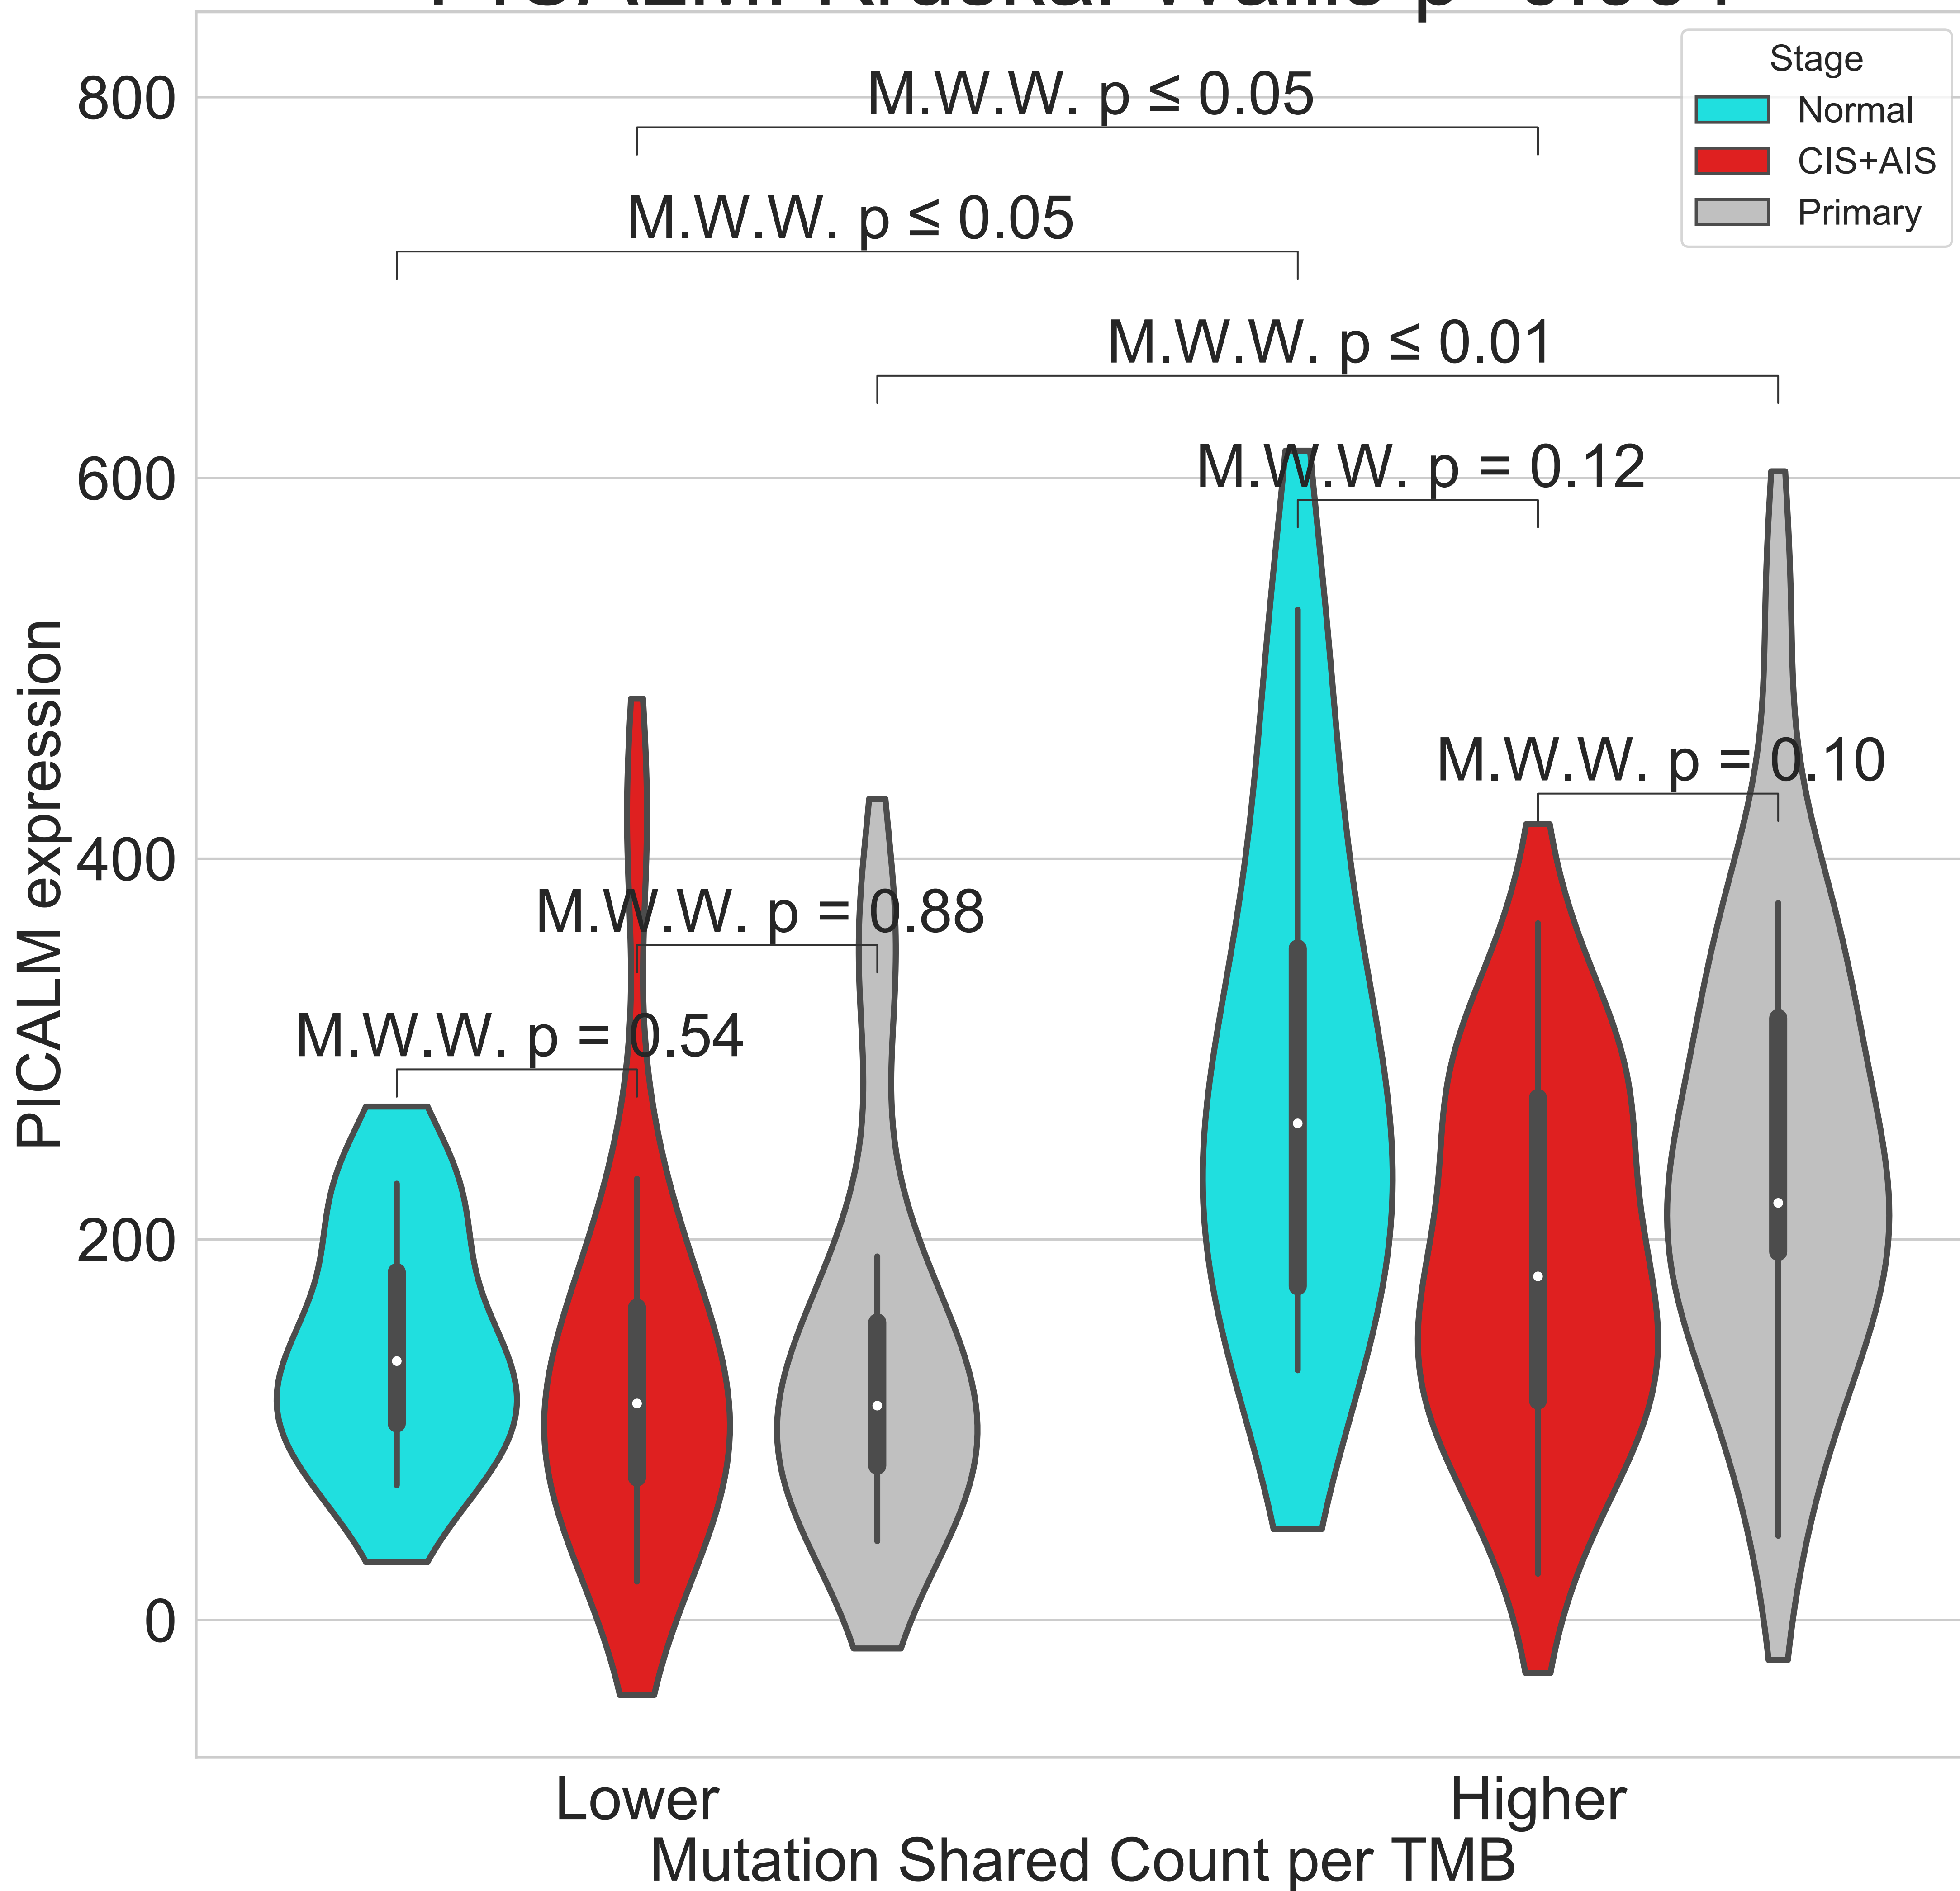 800
600
400
200
0
PICALM expression
M.W.W. p ≤ 0.05
M.W.W. p ≤ 0.05
M.W.W. p ≤ 0.01
M.W.W. p = 0.12
M.W.W. p = 0.10
M.W.W. p = 0.88
M.W.W. p = 0.54
Stage
Normal
CIS+AIS
Primary
Lower
Higher
Mutation Shared Count per TMB